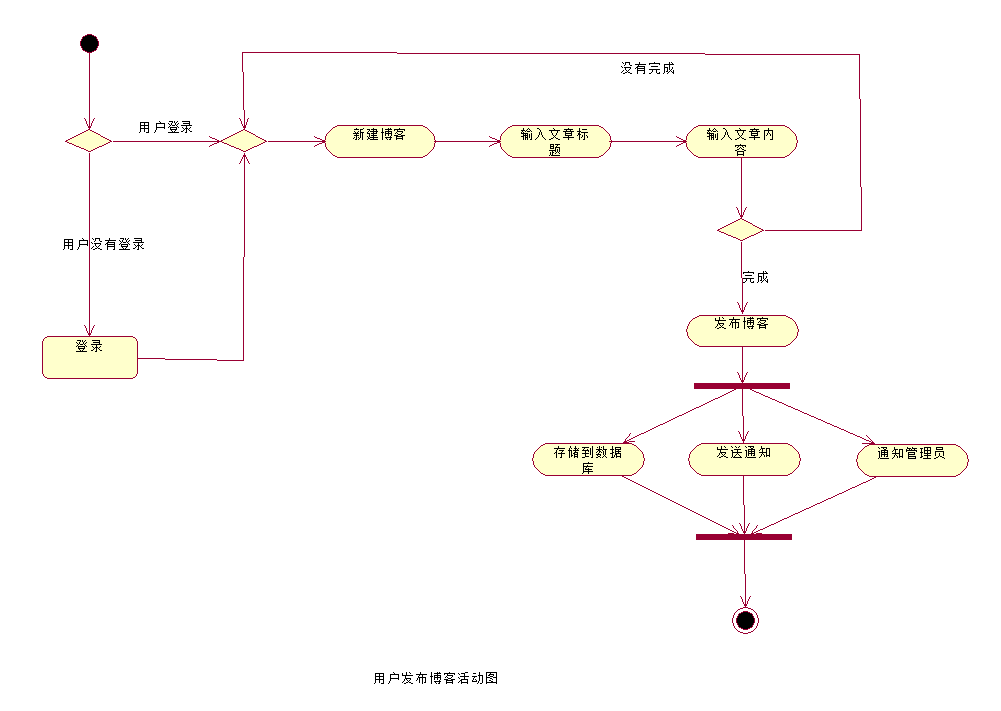 没有完成
用户登录
新建博客
输入文章标
题
输入文章内
容
用户没有登录
完成
发布博客
登录
存储到数据
库
发送通知
通知管理员
用户发布博客活动图